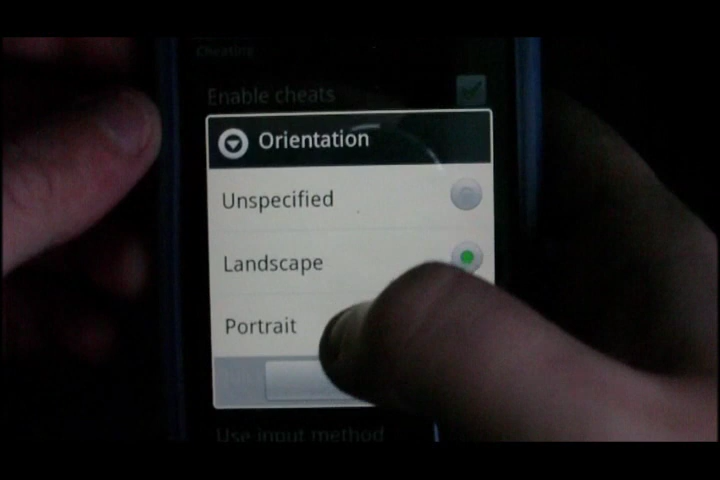 Cheating
Enable cheats
Orientation
Unspecified
Landscape
Portrait
Use input method